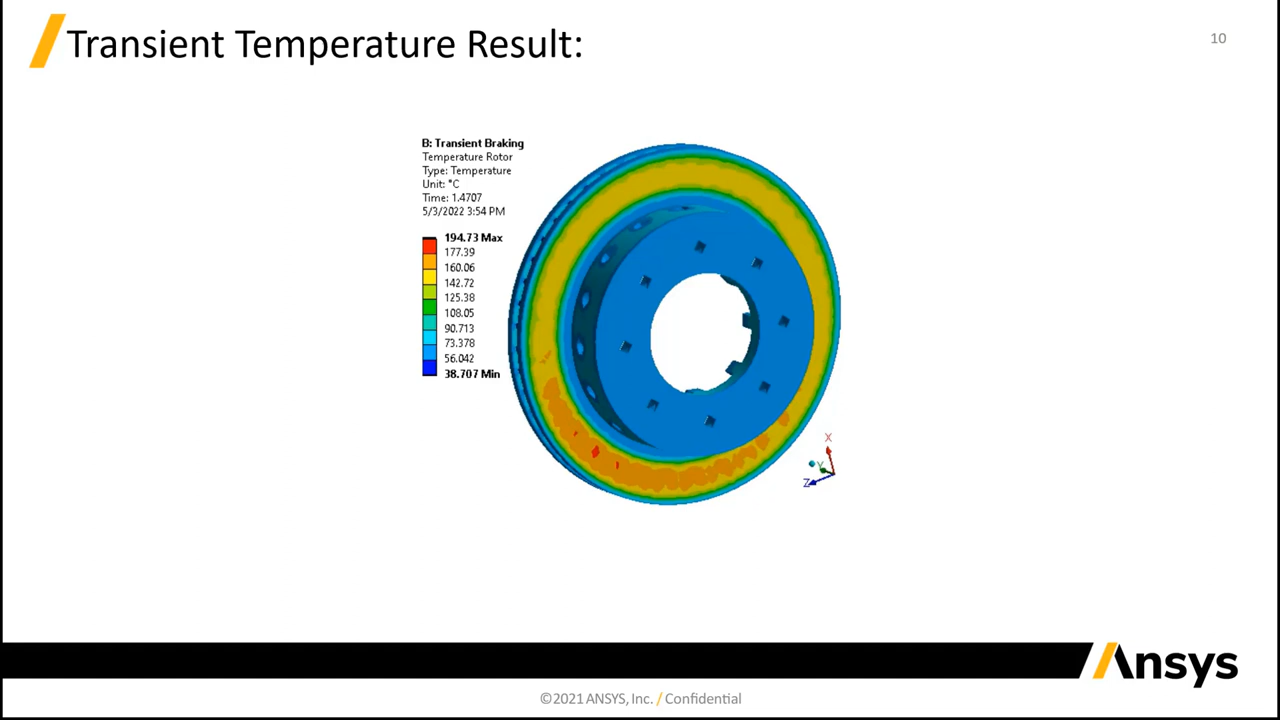 Transient Temperature Result:
10
B: Transient Braking
Temperature Rotor
Type: Temperature
Unit: °C
Time: 1.4707
5/3/2022 3:54 PM
194.73 Max
177.39
160.06
142.72
125.38
108.05
90.713
73.378
56.042
38.707 Min
X
Y
Z
Ansys
©2021 ANSYS, Inc. / Confidential